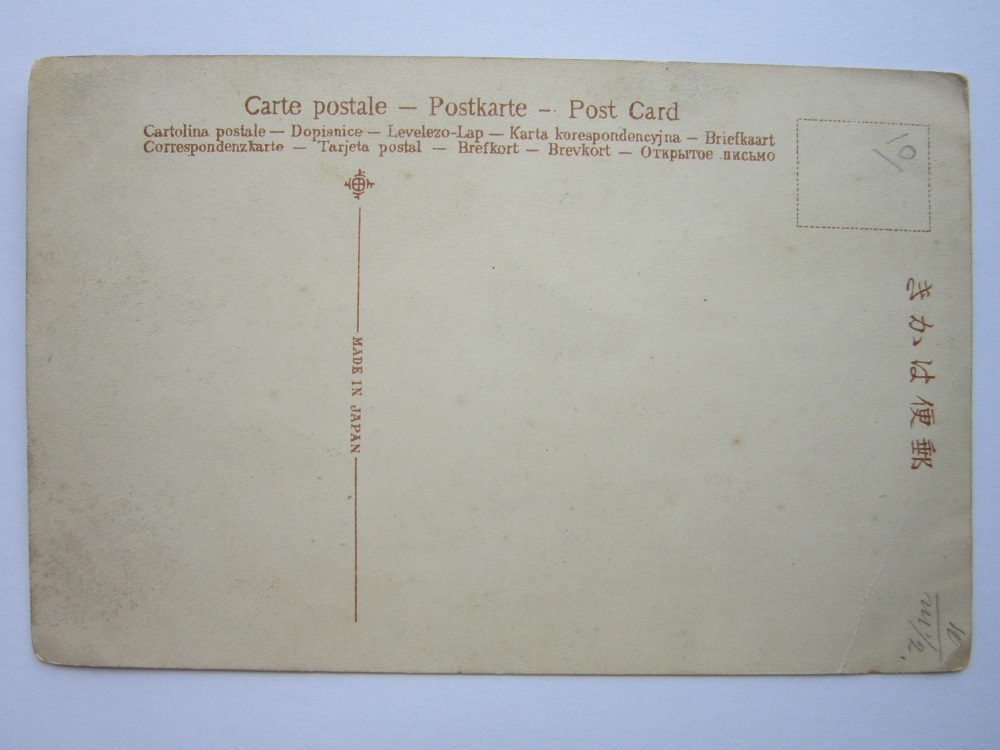 Carte postale — Postkarte — Post Card
Cartolina postale — Dopisnice — Levelezo-Lap — Karta korespondencyjna — Briefkaart
Correspondenzkarte — Tarjeta postal — Brefkort — Brevkort — Открытое письмо
MADE IN JAPAN
きかは便郵